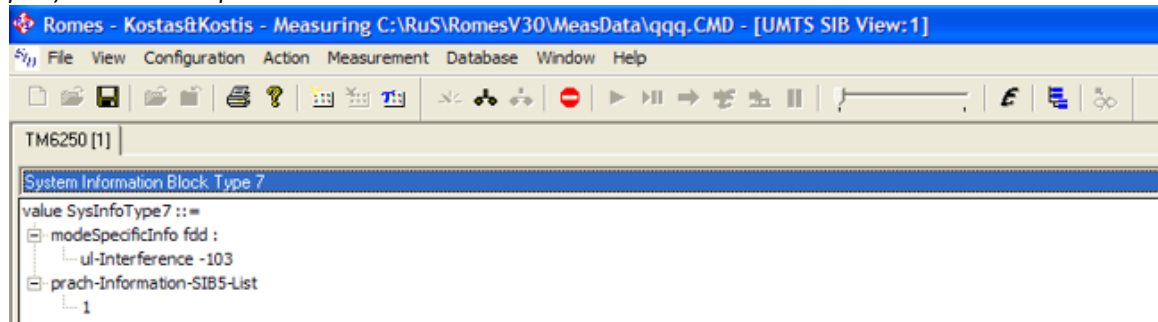 Romes - Kostas&Kostis - Measuring C:\RuS\RomesV30\MeasData\qqq.CMD - [UMTS SIB View:1]
File View Configuration Action Measurement Database Window Help
TM6250 [1]
System Information Block Type 7
value SysInfoType7 ::=
modeSpecificInfo fdd :
ul-Interference -103
prach-Information-SIB5-List
1